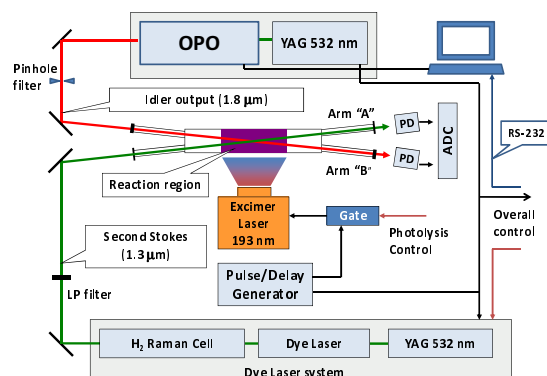 OPO
YAG 532 nm
Pinhole
filter
Idler output (1.8 µm)
Arm “A”
PD
ADC
RS-232
PD
Arm “B”
Reaction region
Excimer
Laser
193 nm
Gate
Photolysis
Control
Overall
control
Second Stokes
(1.3 µm)
LP filter
Pulse/Delay
Generator
H₂ Raman Cell
Dye Laser
YAG 532 nm
Dye Laser system